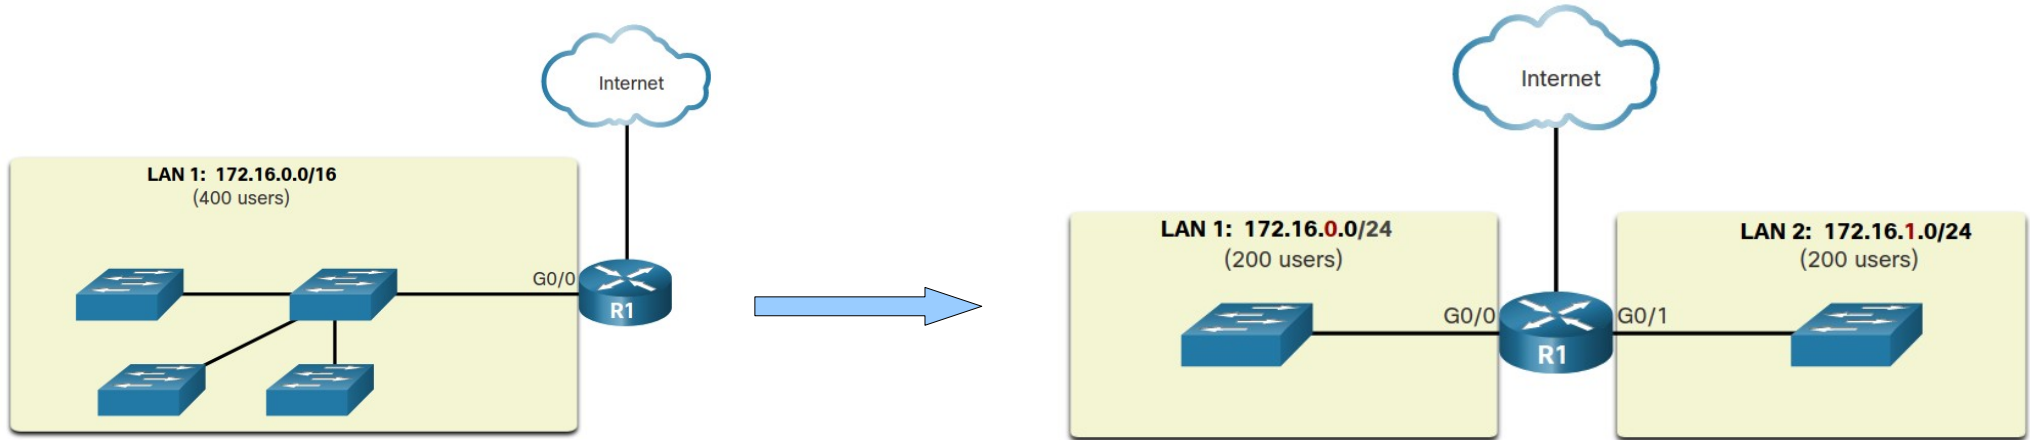 Internet
LAN 1: 172.16.0.0/16
(400 users)
G0/0
R1
Internet
LAN 1: 172.16.0.0/24
(200 users)
LAN 2: 172.16.1.0/24
(200 users)
G0/0
G0/1
R1